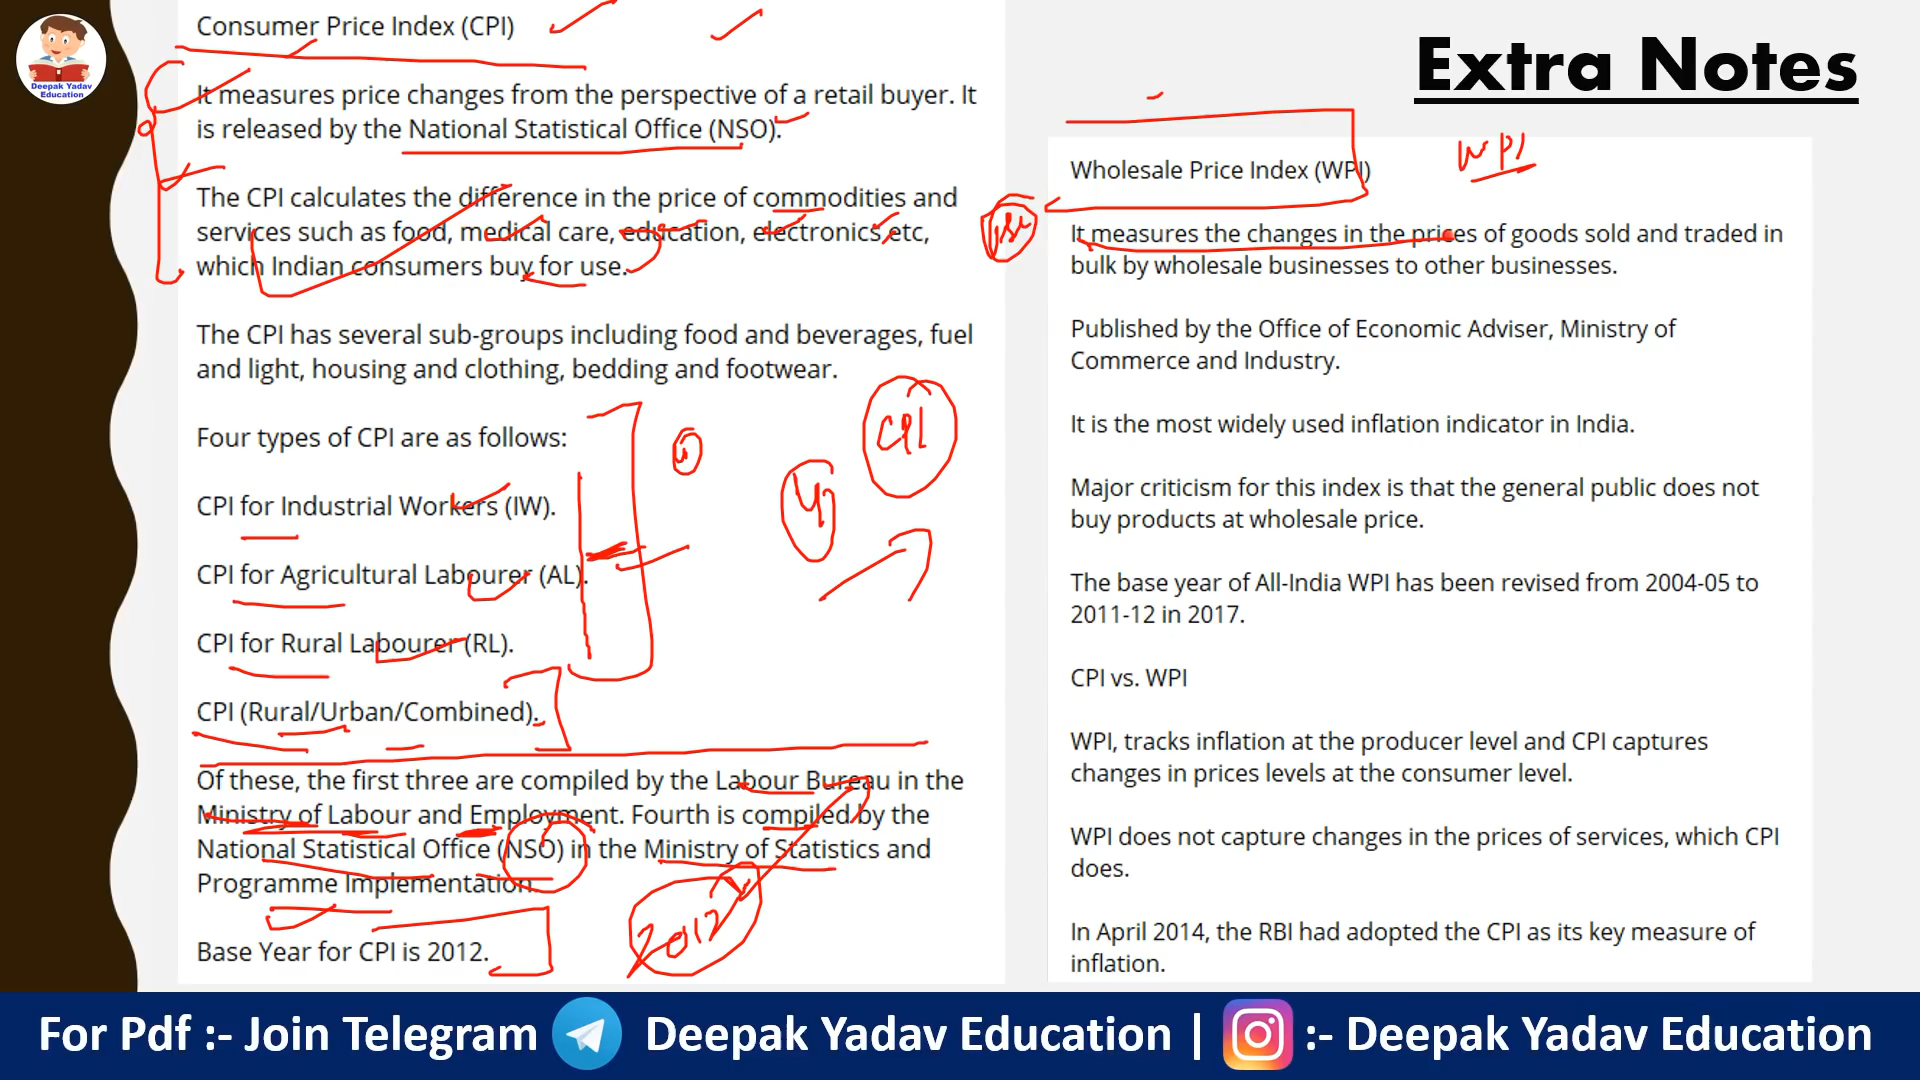 Deepak Yadav
Education
Consumer Price Index (CPI)
It measures price changes from the perspective of a retail buyer. It
is released by the National Statistical Office (NSO).
The CPI calculates the difference in the price of commodities and
services such as food, medical care, education, electronics etc,
which Indian consumers buy for use.
The CPI has several sub-groups including food and beverages, fuel
and light, housing and clothing, bedding and footwear.
Four types of CPI are as follows:
CPI for Industrial Workers (IW).
CPI for Agricultural Labourer (AL).
CPI for Rural Labourer (RL).
CPI (Rural/Urban/Combined).
Of these, the first three are compiled by the Labour Bureau in the
Ministry of Labour and Employment. Fourth is compiled by the
National Statistical Office (NSO) in the Ministry of Statistics and
Programme Implementation.
Base Year for CPI is 2012.
CPI
2012
Extra Notes
WPI
Wholesale Price Index (WPI)
It measures the changes in the prices of goods sold and traded in
bulk by wholesale businesses to other businesses.
Published by the Office of Economic Adviser, Ministry of
Commerce and Industry.
It is the most widely used inflation indicator in India.
Major criticism for this index is that the general public does not
buy products at wholesale price.
The base year of All-India WPI has been revised from 2004-05 to
2011-12 in 2017.
CPI vs. WPI
WPI, tracks inflation at the producer level and CPI captures
changes in prices levels at the consumer level.
WPI does not capture changes in the prices of services, which CPI
does.
In April 2014, the RBI had adopted the CPI as its key measure of
inflation.
For Pdf :- Join Telegram Deepak Yadav Education | :- Deepak Yadav Education